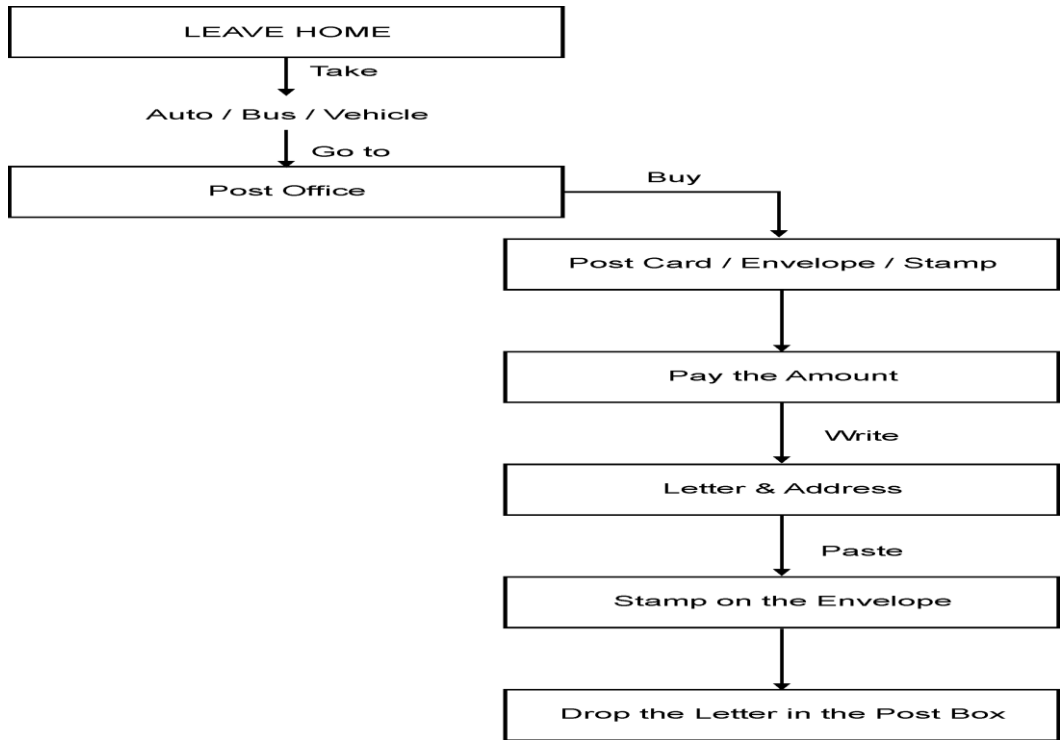 LEAVE HOME
Take
Auto / Bus / Vehicle
Go to
Post Office
Buy
Post Card / Envelope / Stamp
Pay the Amount
Write
Letter & Address
Paste
Stamp on the Envelope
Drop the Letter in the Post Box